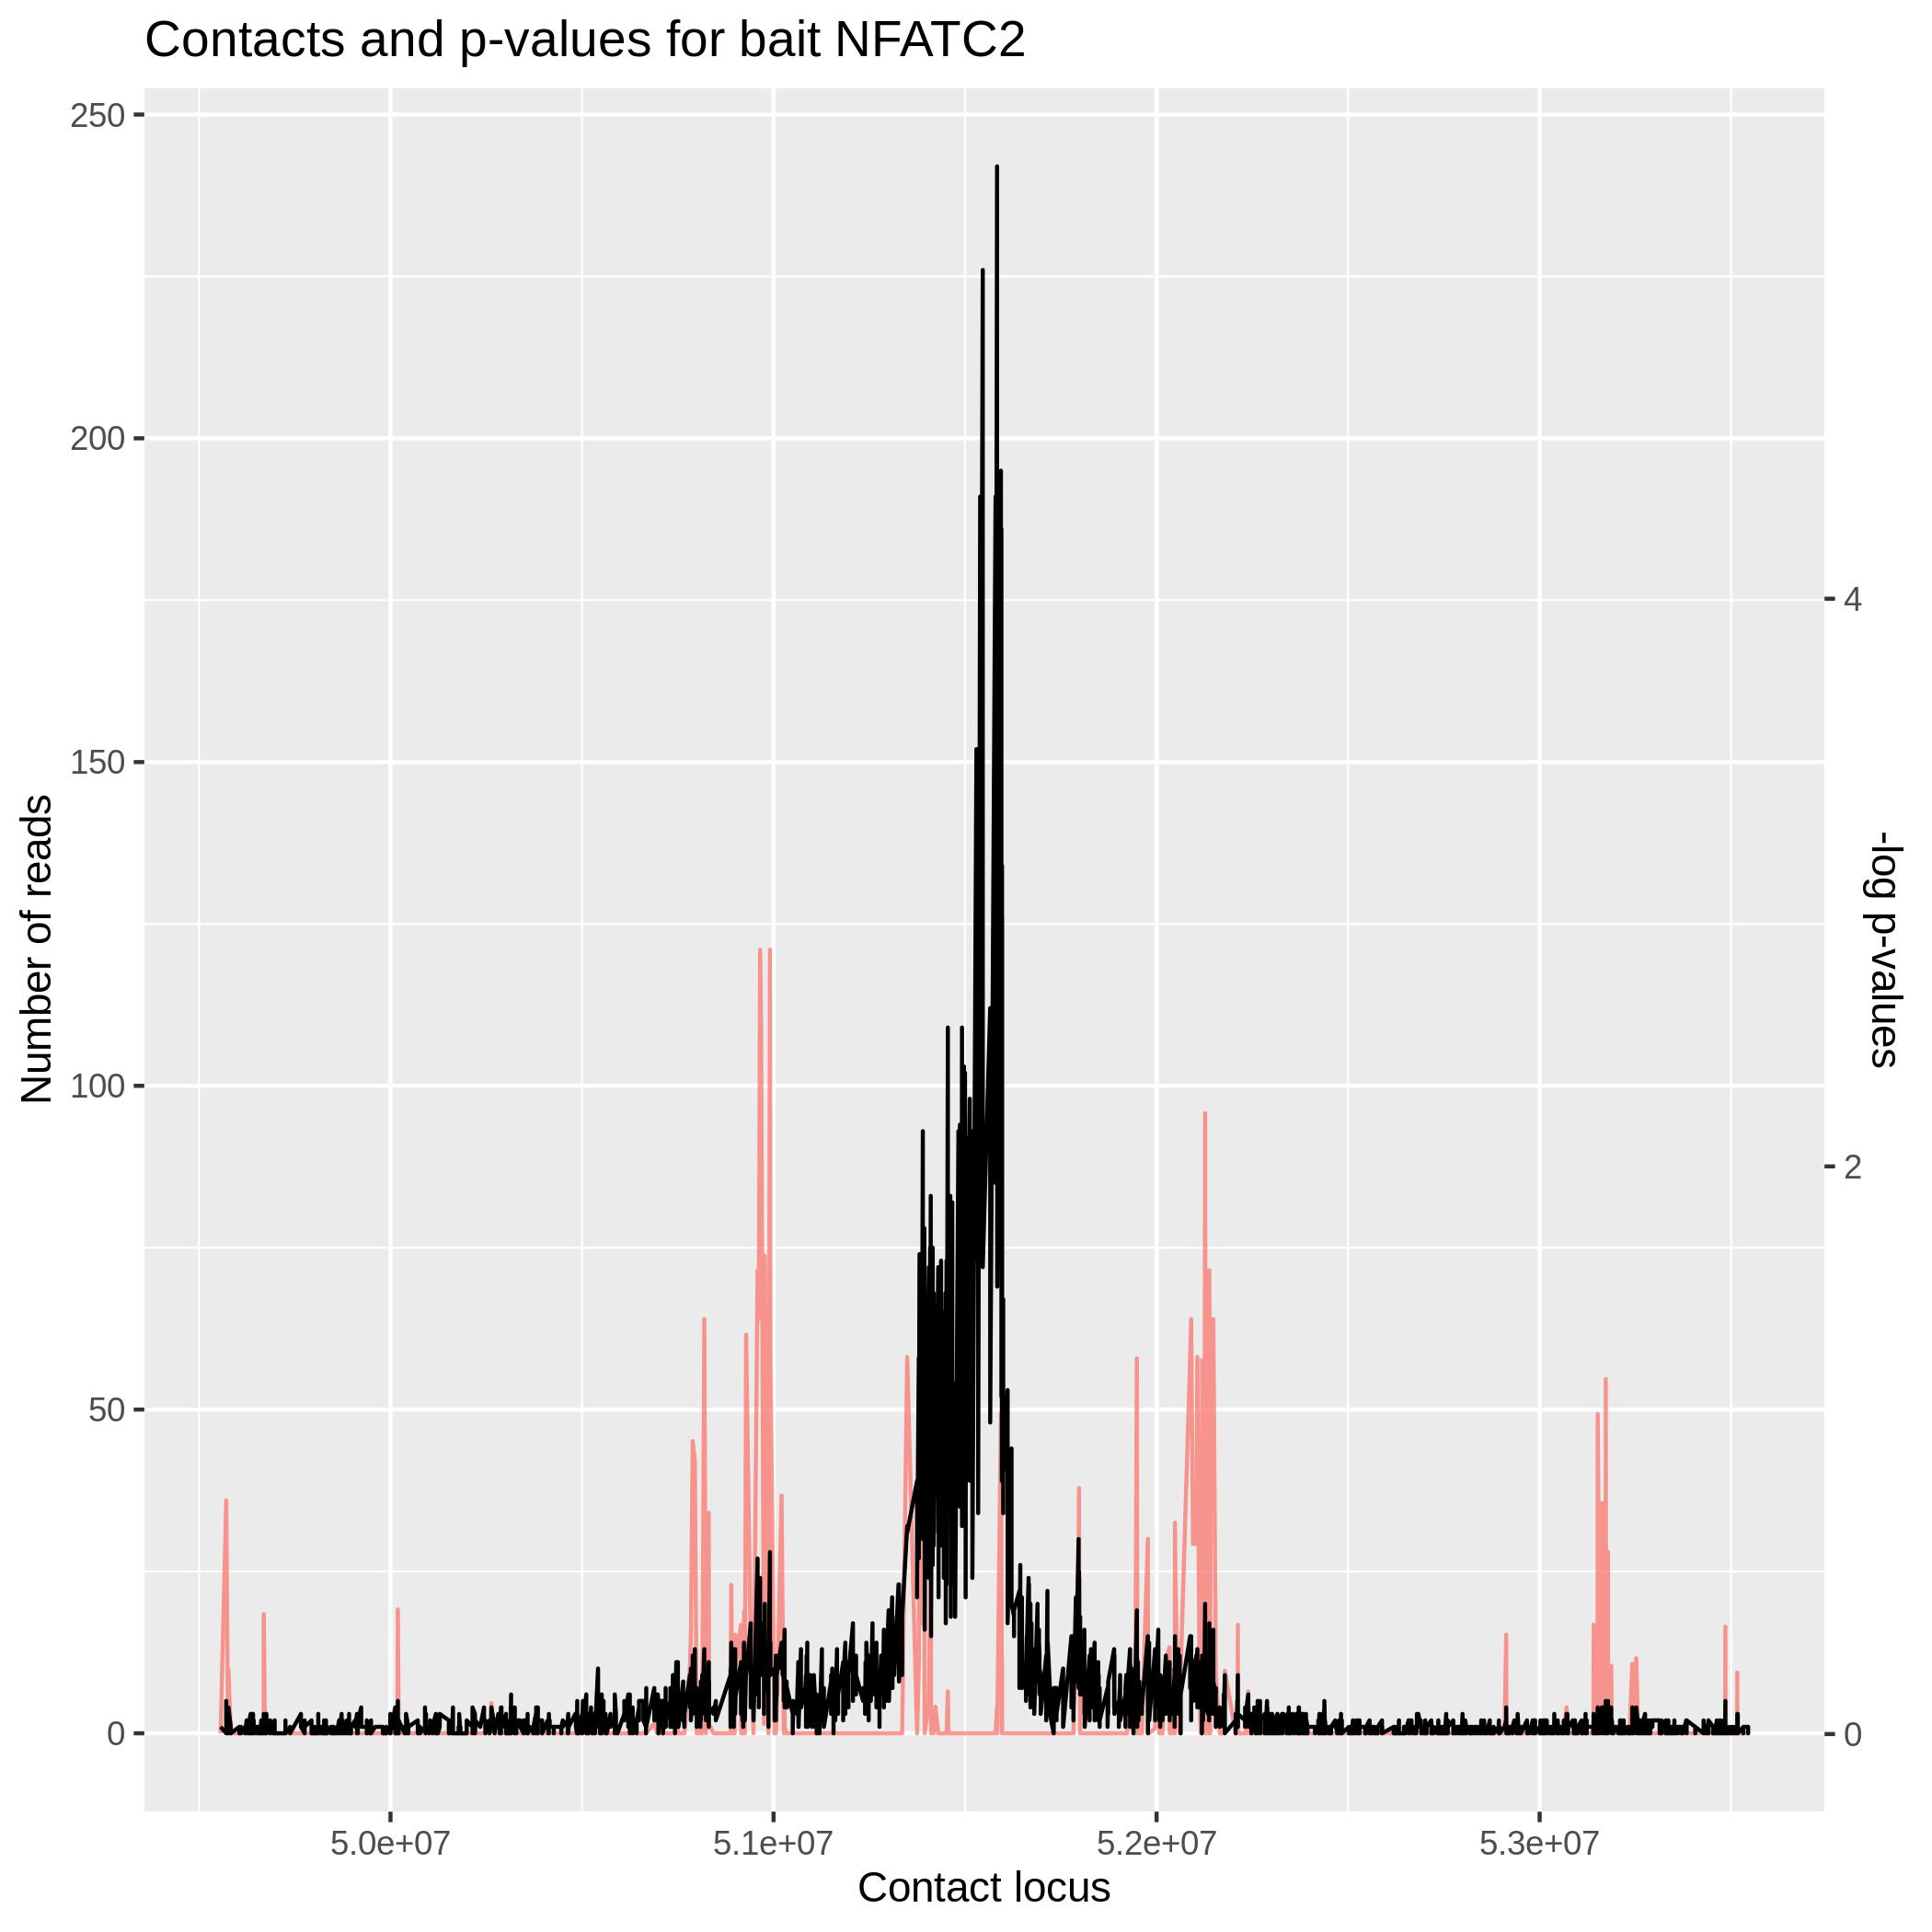 Contacts and p-values for bait NFATC2
250
200
150
100
50
0
Number of reads
4
2
0
-log p-values
5.0e+07
5.1e+07
5.2e+07
5.3e+07
Contact locus